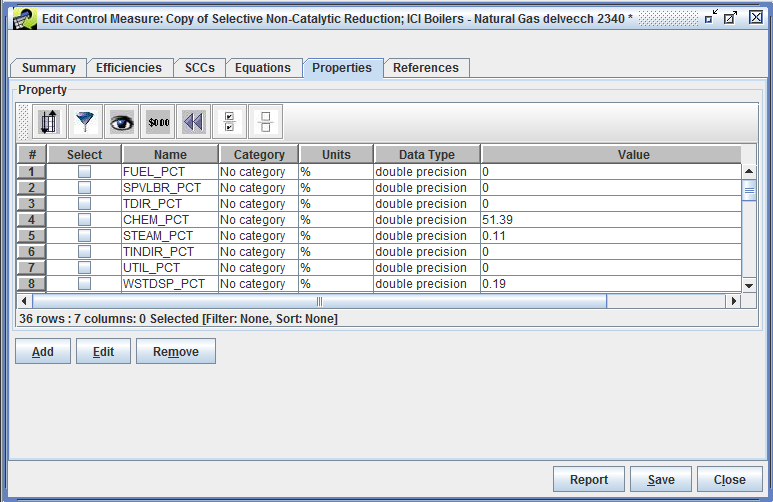 Edit Control Measure: Copy of Selective Non-Catalytic Reduction; ICI Boilers - Natural Gas delvecch 2340 *
Summary Efficiencies SCCs Equations Properties References
Property
$0.00
# Select Name Category Units Data Type Value
1 FUEL_PCT No category % double precision 0
2 SPVLBR_PCT No category % double precision 0
3 TDIR_PCT No category % double precision 0
4 CHEM_PCT No category % double precision 51.39
5 STEAM_PCT No category % double precision 0.11
6 TINDIR_PCT No category % double precision 0
7 UTIL_PCT No category % double precision 0
8 WSTDSP_PCT No category % double precision 0.19
36 rows : 7 columns: 0 Selected [Filter: None, Sort: None]
Add Edit Remove
Report Save Close